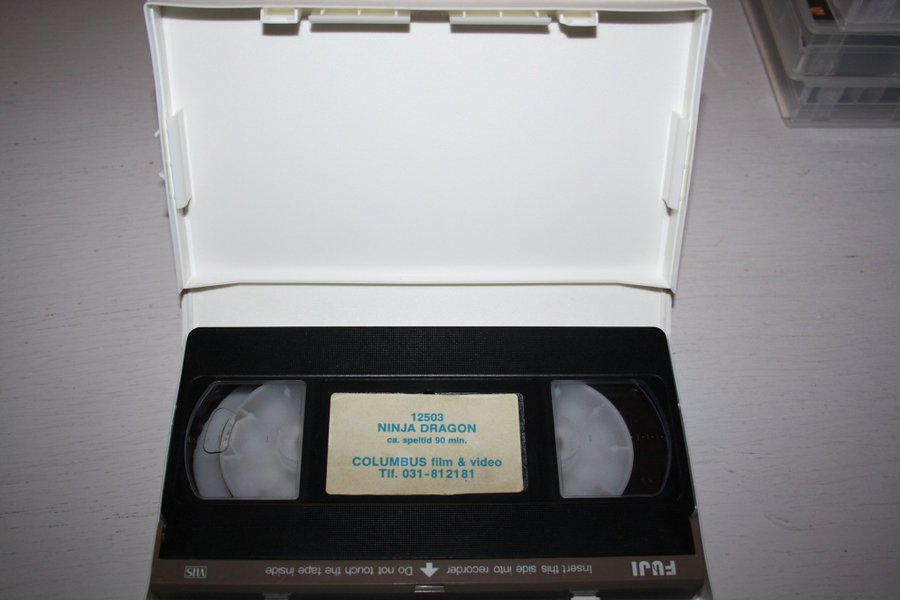 12503
NINJA DRAGON
ca. speltid 90 min.
COLUMBUS film & video
Tlf. 031-812181
FUJI Insert this side into recorder Do not touch the tape inside VHS